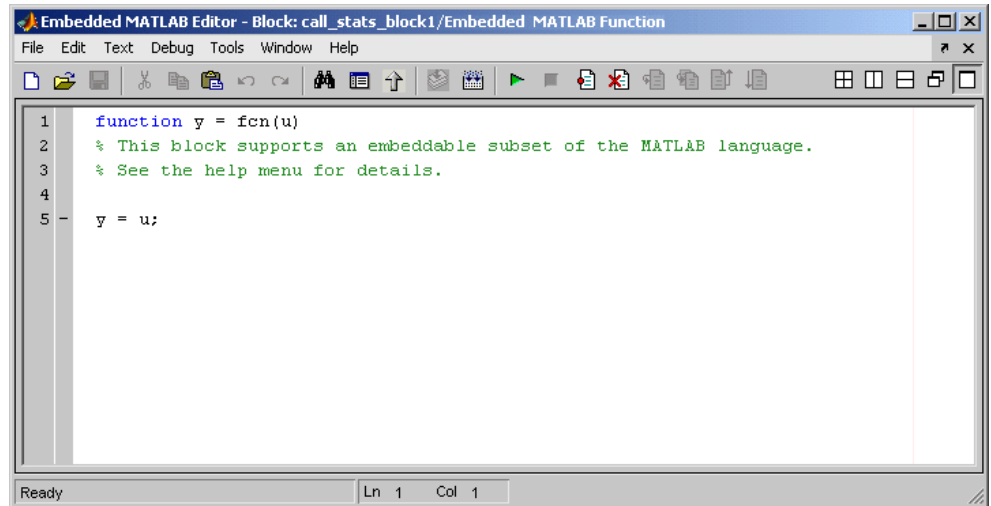 Embedded MATLAB Editor - Block: call_stats_block1/Embedded MATLAB Function
File Edit Text Debug Tools Window Help
1 function y = fcn(u)
2 % This block supports an embeddable subset of the MATLAB language.
3 % See the help menu for details.
4
5 - y = u;
Ready Ln 1 Col 1